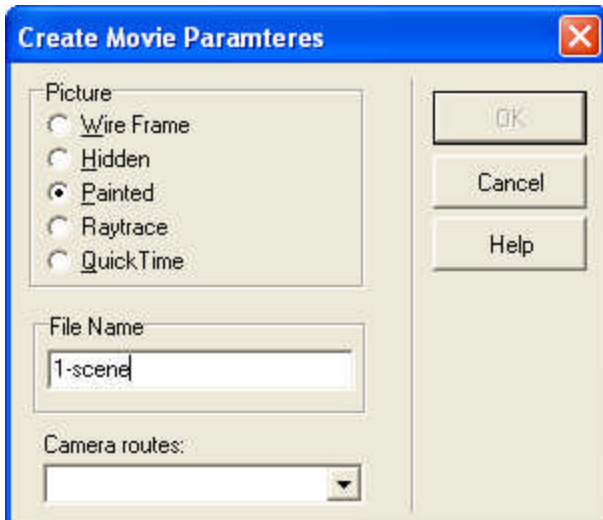 Create Movie Paramteres
Picture
Wire Frame
Hidden
Painted
Raytrace
QuickTime
OK
Cancel
Help
File Name
1-scene
Camera routes: